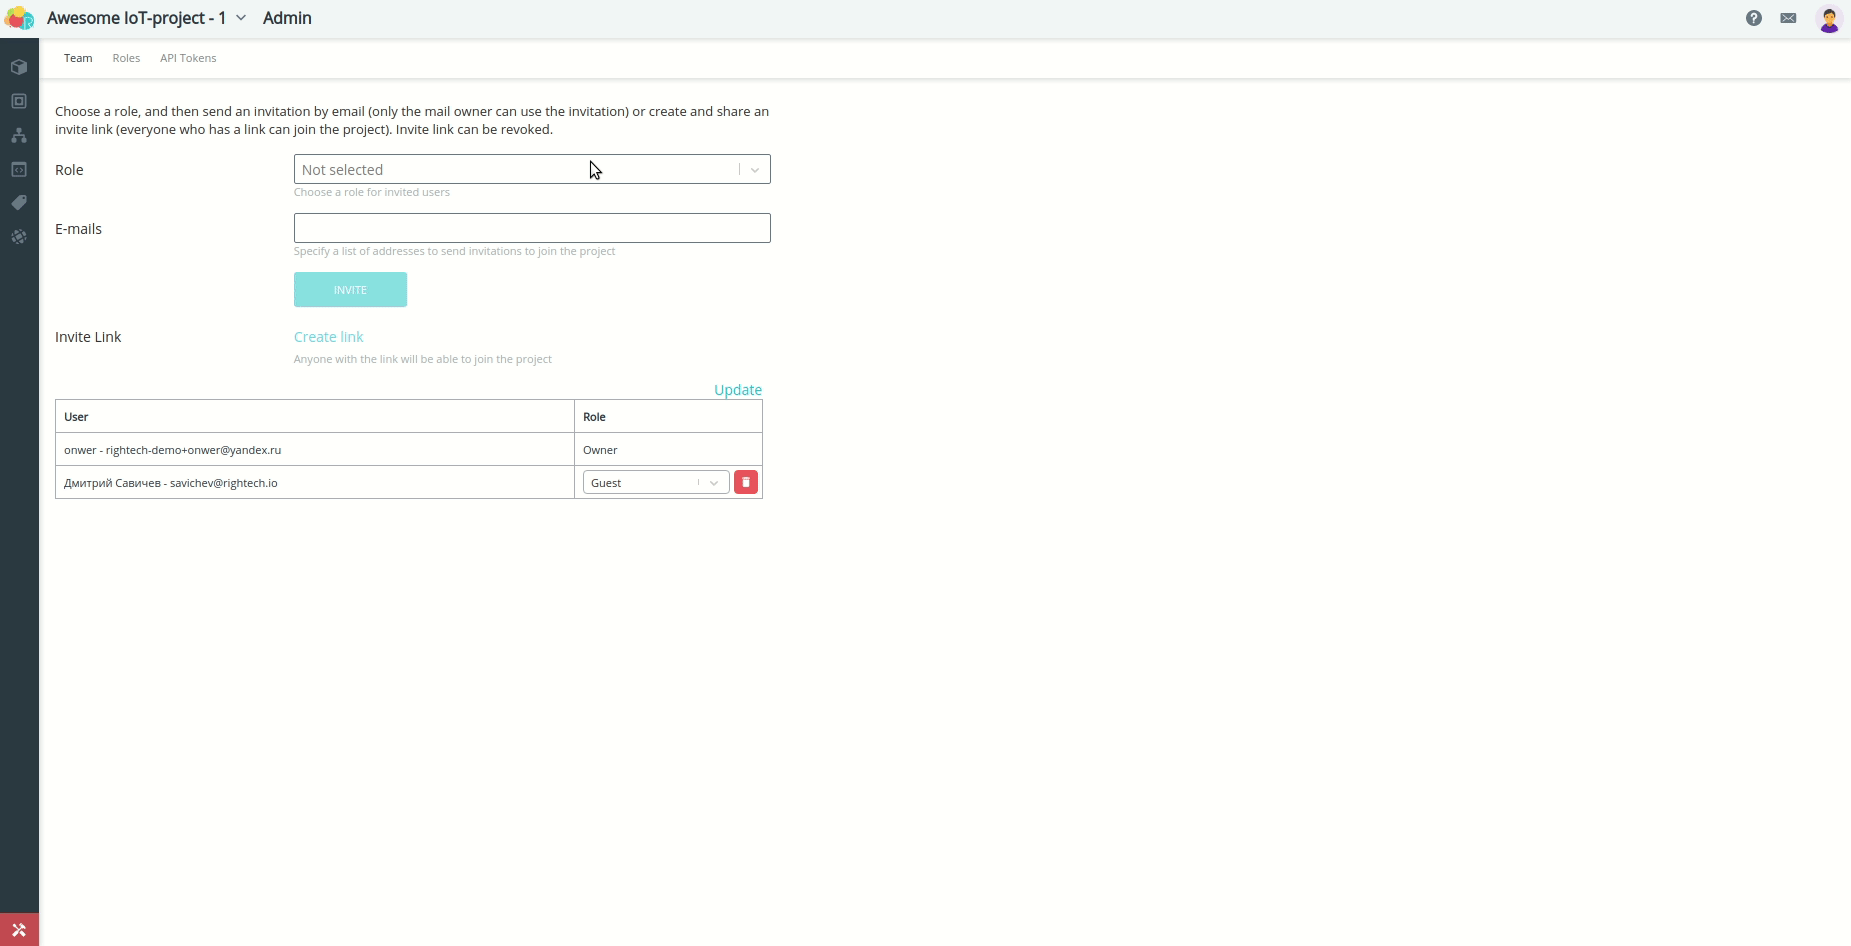 Awesome IoT-project - 1 Admin
Team Roles API Tokens
Choose a role, and then send an invitation by email (only the mail owner can use the invitation) or create and share an
invite link (everyone who has a link can join the project). Invite link can be revoked.
Role Not selected
Choose a role for invited users
E-mails
Specify a list of addresses to send invitations to join the project
INVITE
Invite Link Create link
Anyone with the link will be able to join the project
Update
User Role
onwer - rightech-demo+onwer@yandex.ru Owner
Дмитрий Савичев - savichev@rightech.io Guest